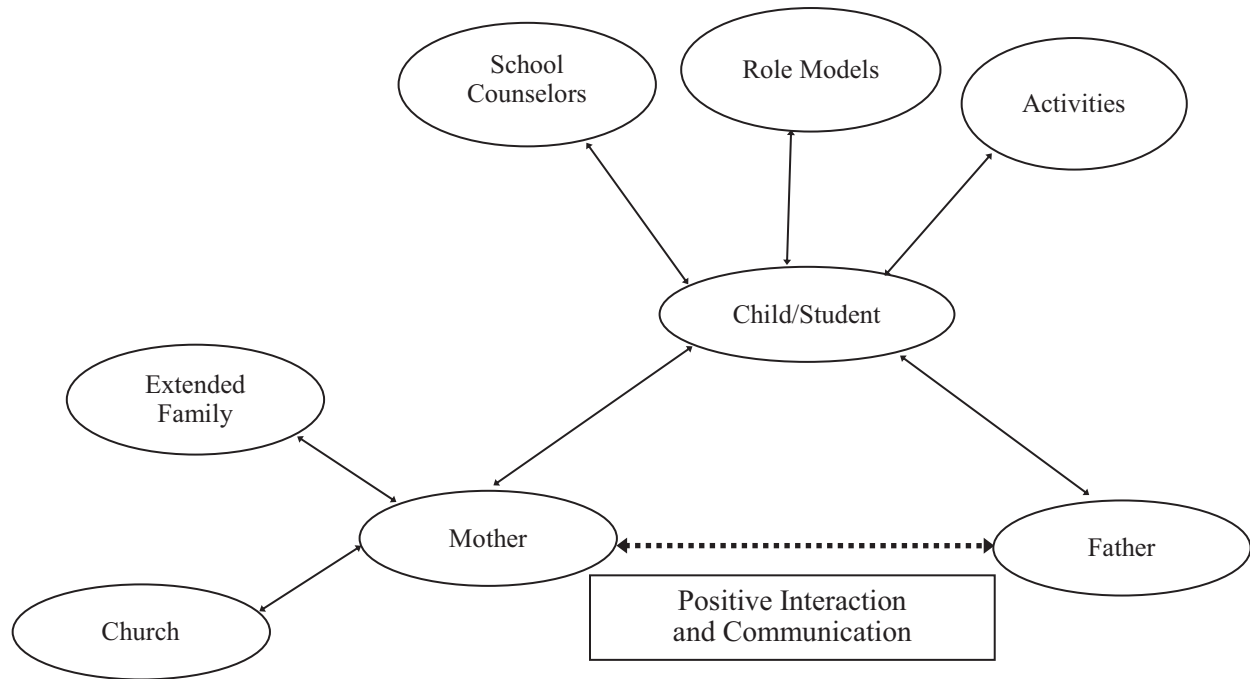 School
Counselors
Role Models
Activities
Child/Student
Extended
Family
Mother
Father
Positive Interaction
and Communication
Church